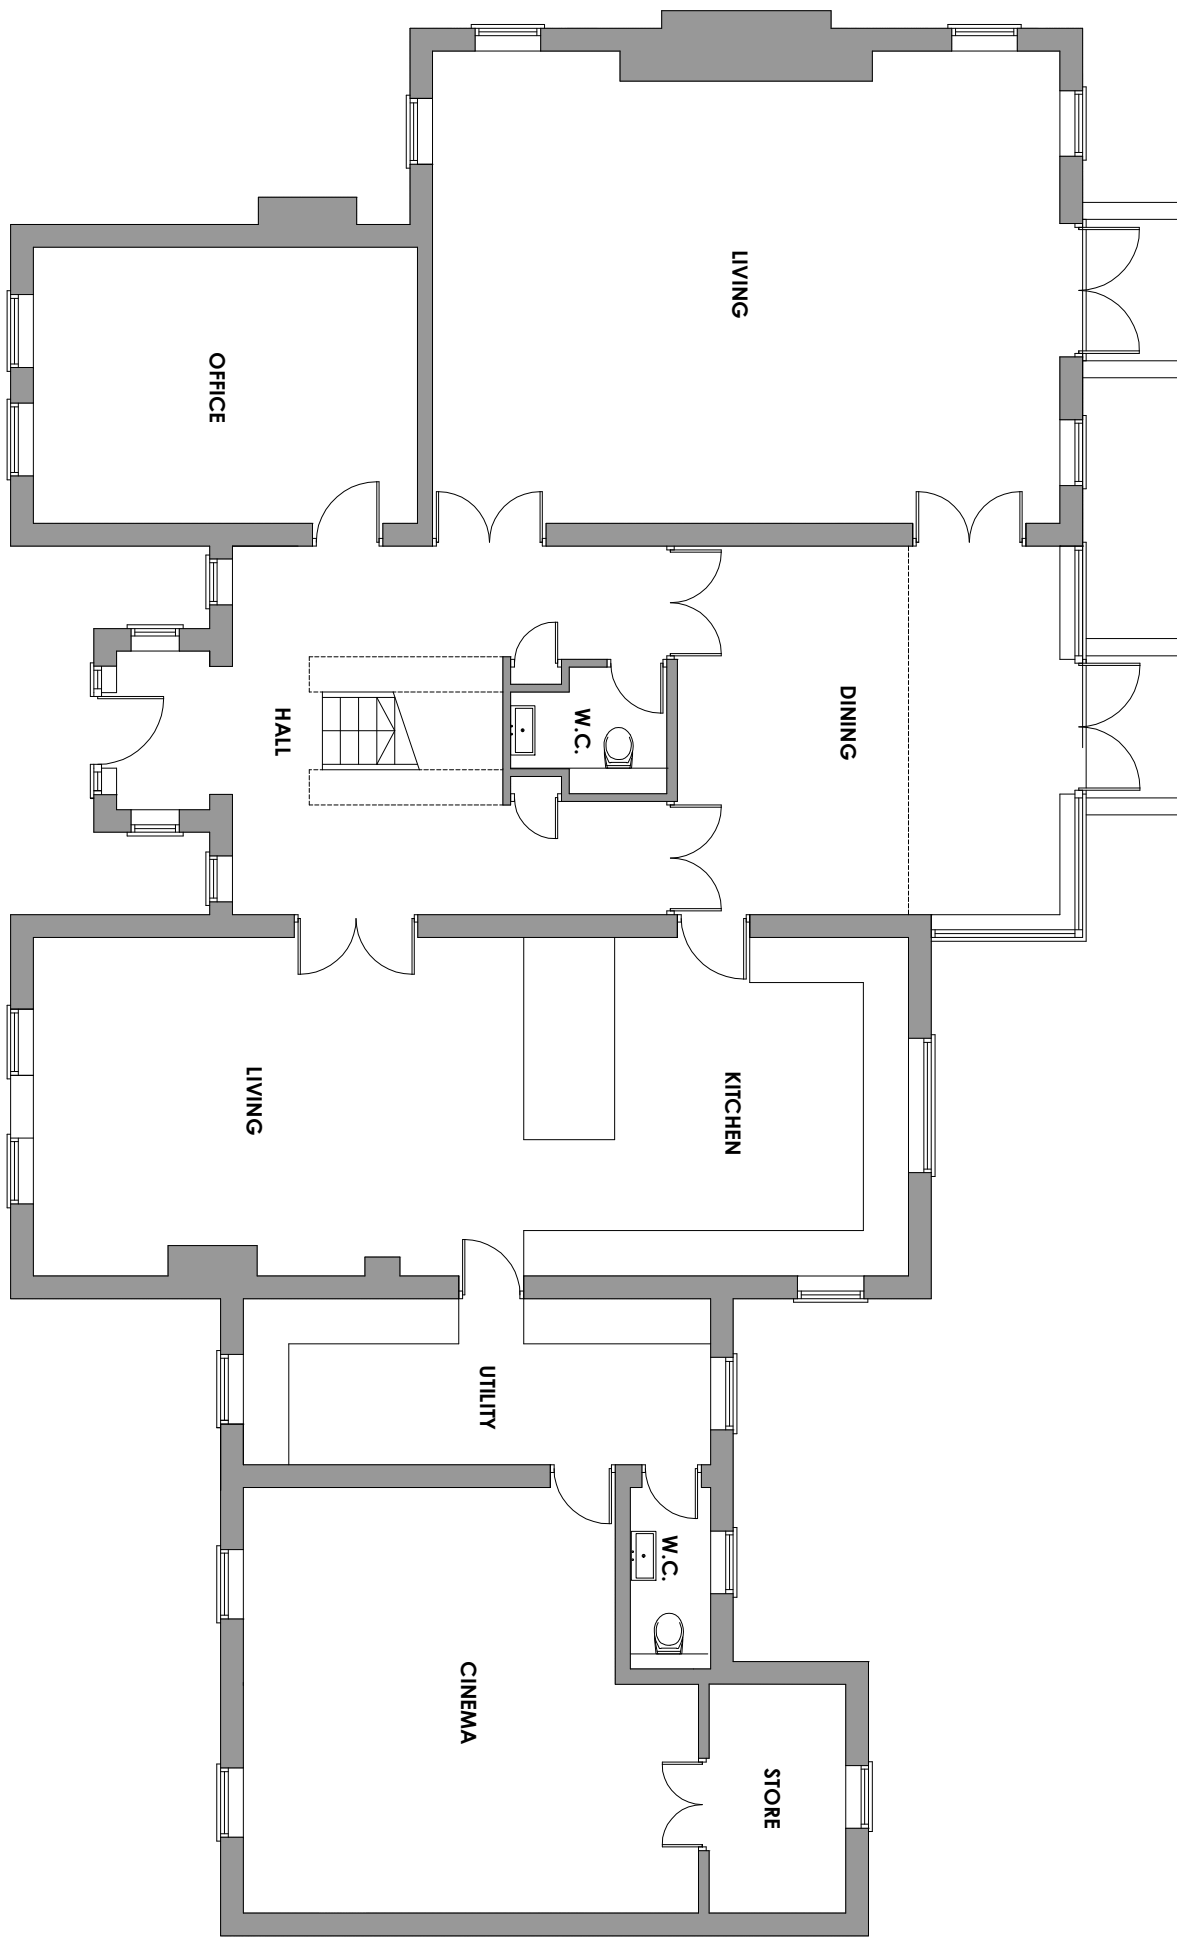 LIVING
OFFICE
HALL
W.C.
DINING
LIVING
KITCHEN
UTILITY
W.C.
CINEMA
STORE